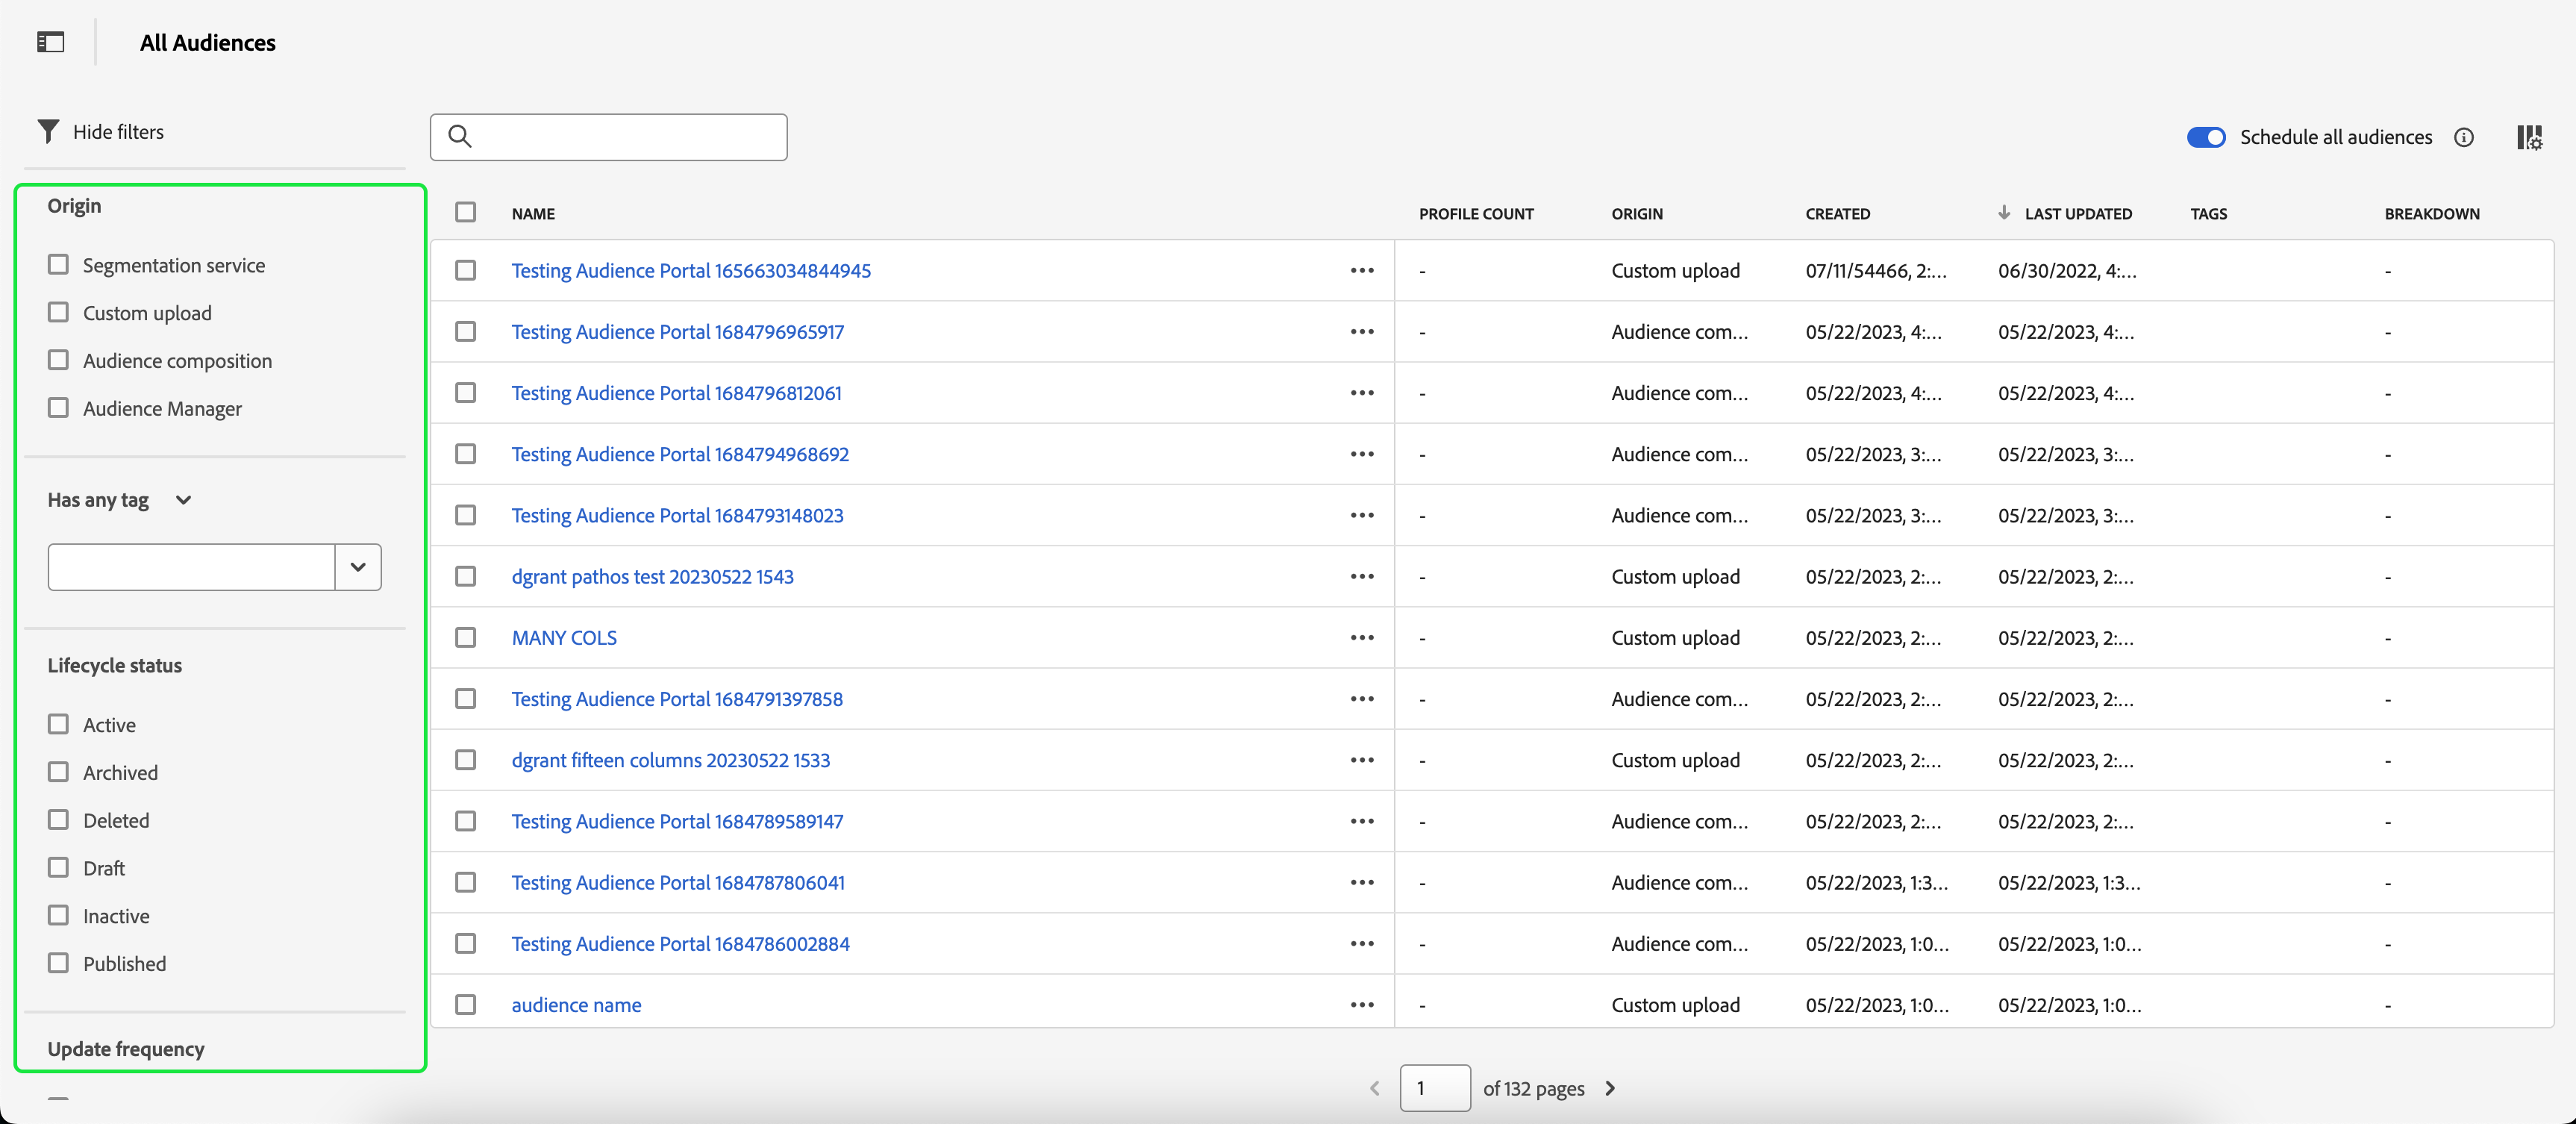 All Audiences
Hide filters
Schedule all audiences
Origin
Segmentation service
Custom upload
Audience composition
Audience Manager
Has any tag
Lifecycle status
Active
Archived
Deleted
Draft
Inactive
Published
Update frequency
NAME PROFILE COUNT ORIGIN CREATED LAST UPDATED TAGS BREAKDOWN
Testing Audience Portal 165663034844945 ••• - Custom upload 07/11/54466, 2:... 06/30/2022, 4:... -
Testing Audience Portal 1684796965917 ••• - Audience com... 05/22/2023, 4:... 05/22/2023, 4:... -
Testing Audience Portal 1684796812061 ••• - Audience com... 05/22/2023, 4:... 05/22/2023, 4:... -
Testing Audience Portal 1684794968692 ••• - Audience com... 05/22/2023, 3:... 05/22/2023, 3:... -
Testing Audience Portal 1684793148023 ••• - Audience com... 05/22/2023, 3:... 05/22/2023, 3:... -
dgrant pathos test 20230522 1543 ••• - Custom upload 05/22/2023, 2:... 05/22/2023, 2:... -
MANY COLS ••• - Custom upload 05/22/2023, 2:... 05/22/2023, 2:... -
Testing Audience Portal 1684791397858 ••• - Audience com... 05/22/2023, 2:... 05/22/2023, 2:... -
dgrant fifteen columns 20230522 1533 ••• - Custom upload 05/22/2023, 2:... 05/22/2023, 2:... -
Testing Audience Portal 1684789589147 ••• - Audience com... 05/22/2023, 2:... 05/22/2023, 2:... -
Testing Audience Portal 1684787806041 ••• - Audience com... 05/22/2023, 1:3... 05/22/2023, 1:3... -
Testing Audience Portal 1684786002884 ••• - Audience com... 05/22/2023, 1:0... 05/22/2023, 1:0... -
audience name ••• - Custom upload 05/22/2023, 1:0... 05/22/2023, 1:0... -
1 of 132 pages